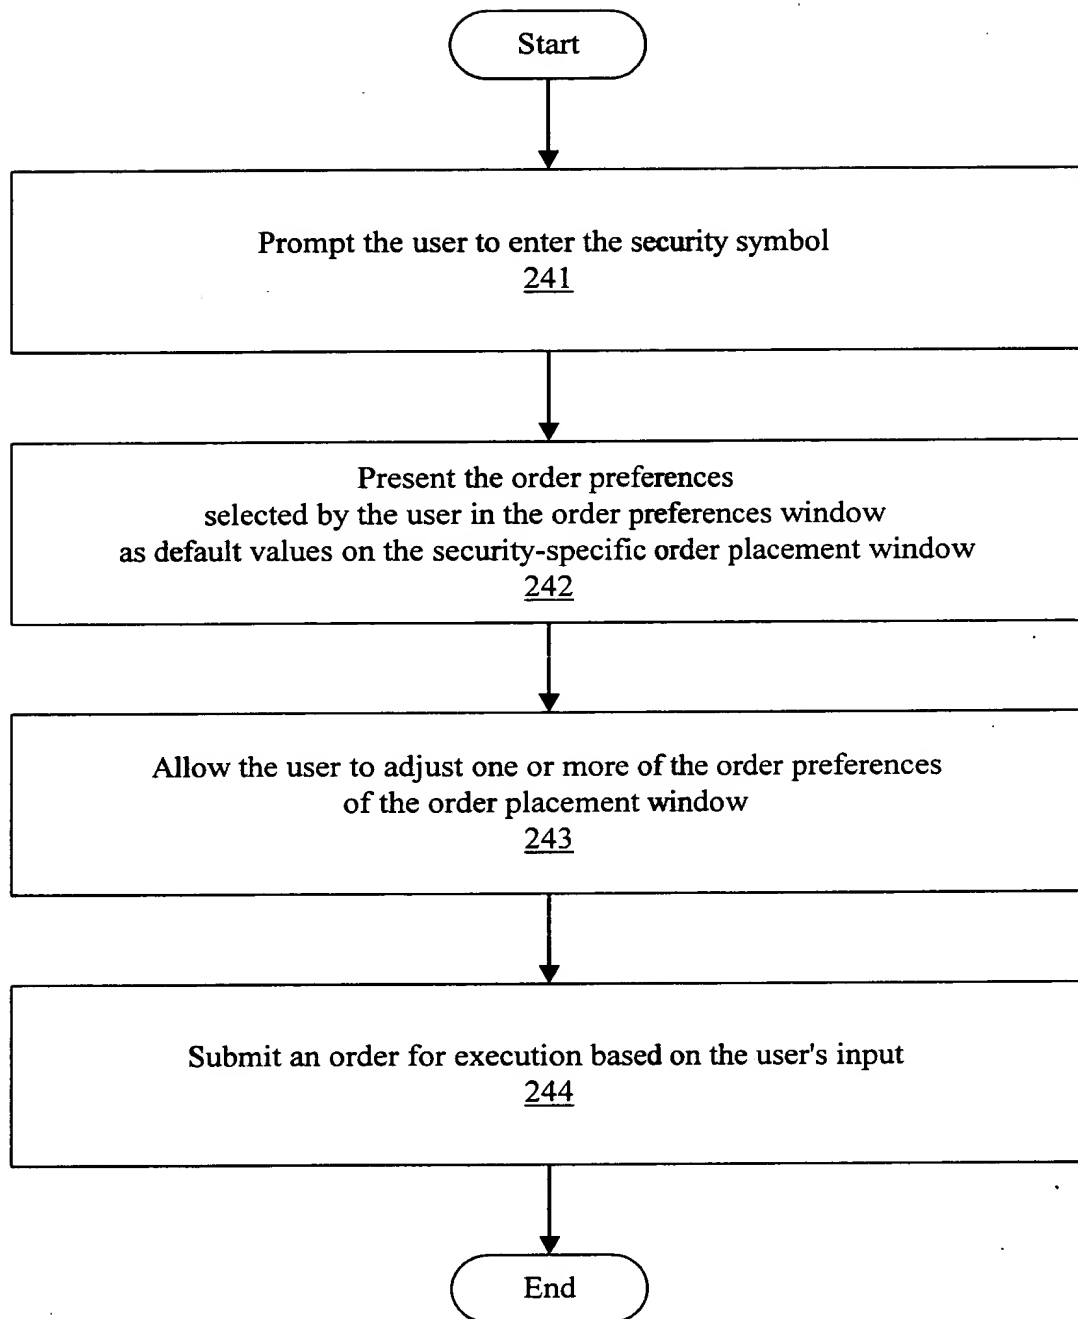 Start
Prompt the user to enter the security symbol
241
Present the order preferences
selected by the user in the order preferences window
as default values on the security-specific order placement window
242
Allow the user to adjust one or more of the order preferences
of the order placement window
243
Submit an order for execution based on the user's input
244
End